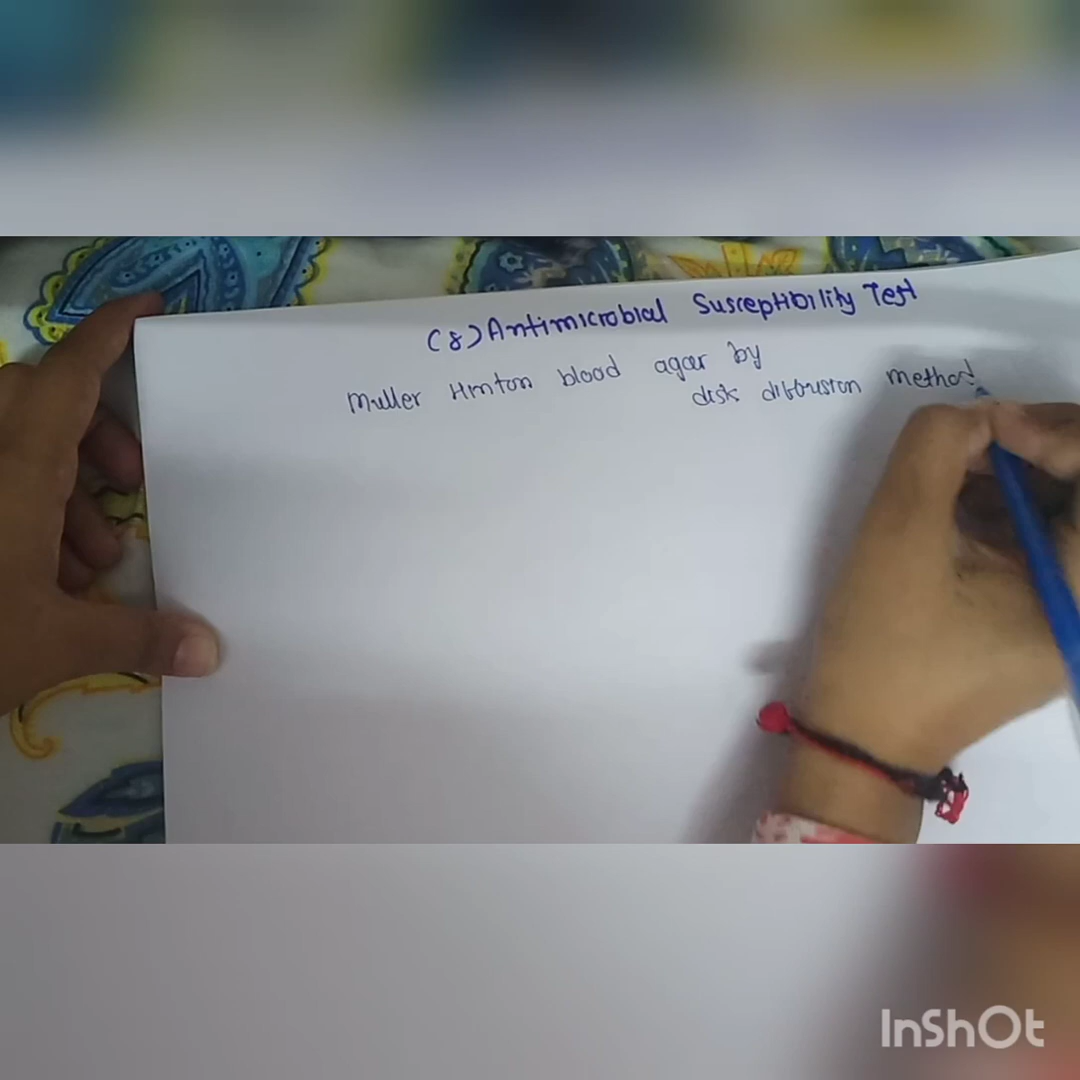 (8) Antimicrobial Susceptibility Test
Muller Hinton blood agar by
disk diffusion method
InShOt